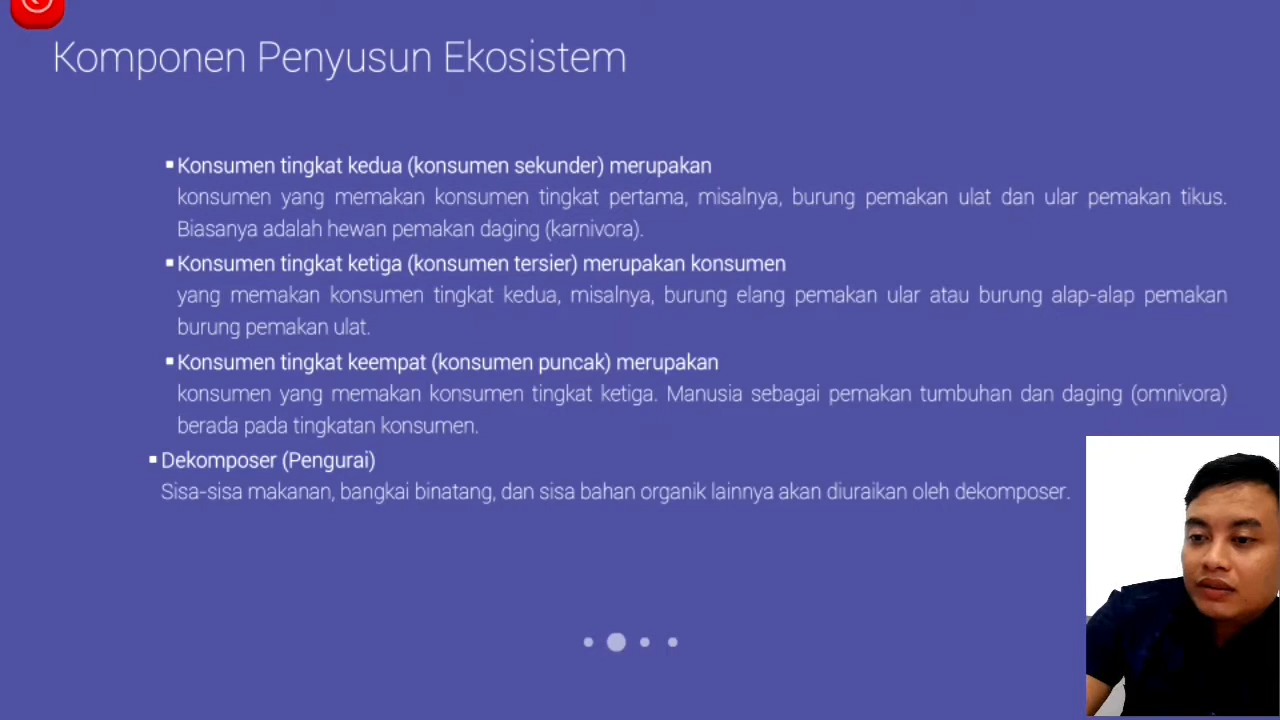 Komponen Penyusun Ekosistem
▪Konsumen tingkat kedua (konsumen sekunder) merupakan
konsumen yang memakan konsumen tingkat pertama, misalnya, burung pemakan ulat dan ular pemakan tikus.
Biasanya adalah hewan pemakan daging (karnivora).
▪Konsumen tingkat ketiga (konsumen tersier) merupakan konsumen
yang memakan konsumen tingkat kedua, misalnya, burung elang pemakan ular atau burung alap-alap pemakan
burung pemakan ulat.
▪Konsumen tingkat keempat (konsumen puncak) merupakan
konsumen yang memakan konsumen tingkat ketiga. Manusia sebagai pemakan tumbuhan dan daging (omnivora)
berada pada tingkatan konsumen.
▪Dekomposer (Pengurai)
Sisa-sisa makanan, bangkai binatang, dan sisa bahan organik lainnya akan diuraikan oleh dekomposer.